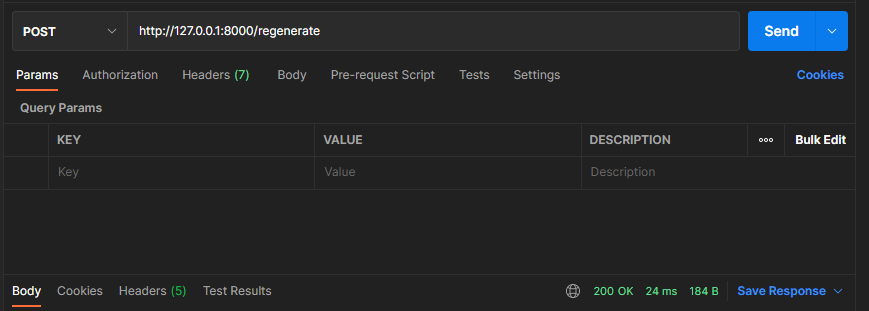 POST http://127.0.0.1:8000/regenerate Send
Params Authorization Headers (7) Body Pre-request Script Tests Settings Cookies
Query Params
KEY VALUE DESCRIPTION ooo Bulk Edit
Key Value Description
Body Cookies Headers (5) Test Results 200 OK 24 ms 184 B Save Response